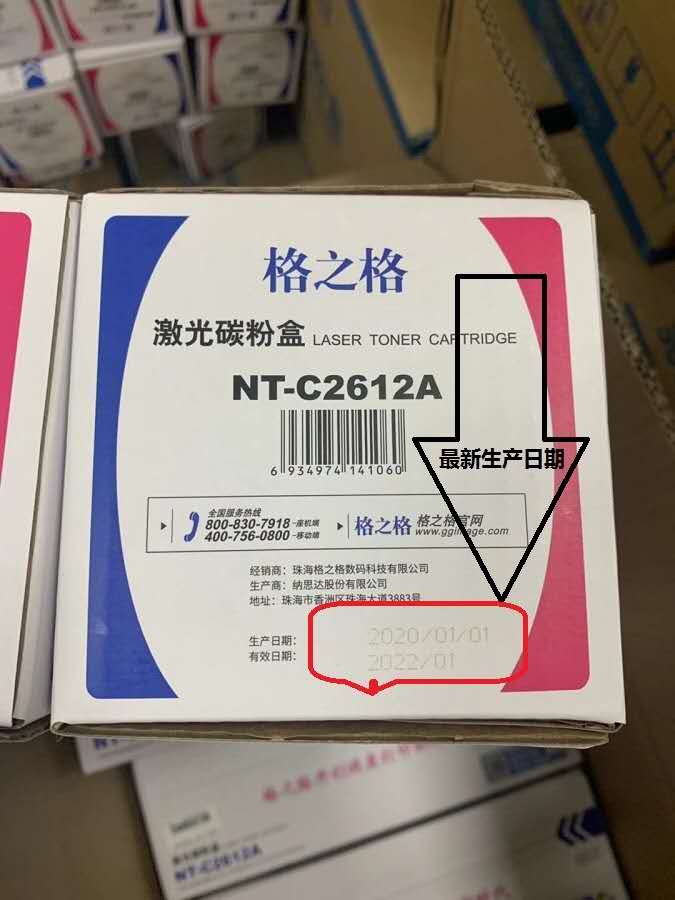 格之格
激光碳粉盒 LASER TONER CARTRIDGE
NT-C2612A
6 934974 141060
最新生产日期
全国服务热线
800-830-7918 -座机端
400-756-0800 -移动端
格之格 格之格官网
www.ggimage.com
经销商：珠海格之格数码科技有限公司
生产商：纳思达股份有限公司
地址：珠海市香洲区珠海大道3883号
生产日期： 2020/01/01
有效日期： 2022/01
NT-C2612A